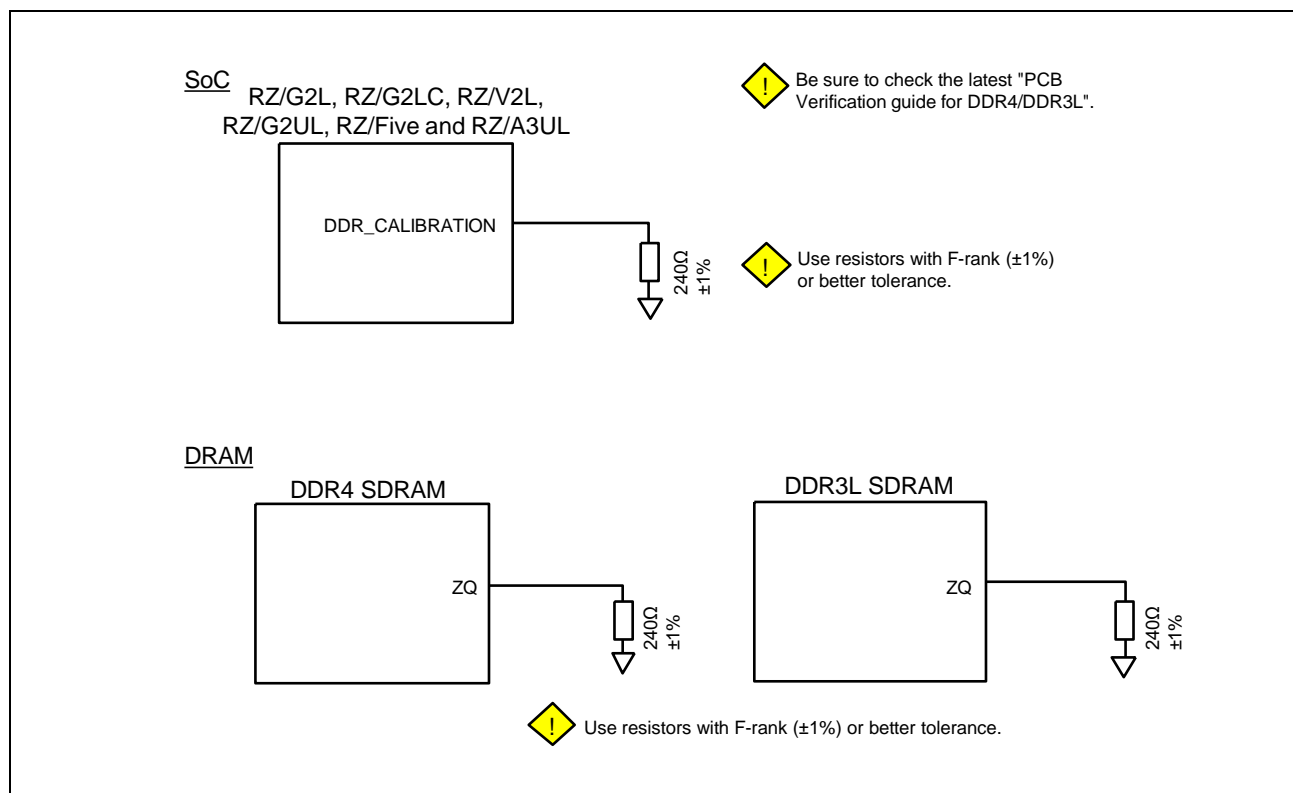 SoC
RZ/G2L, RZ/G2LC, RZ/V2L,
RZ/G2UL, RZ/Five and RZ/A3UL
DDR_CALIBRATION
240Ω
±1%
! Be sure to check the latest "PCB
Verification guide for DDR4/DDR3L".
! Use resistors with F-rank (±1%)
or better tolerance.
DRAM
DDR4 SDRAM
ZQ
240Ω
±1%
DDR3L SDRAM
ZQ
240Ω
±1%
! Use resistors with F-rank (±1%) or better tolerance.